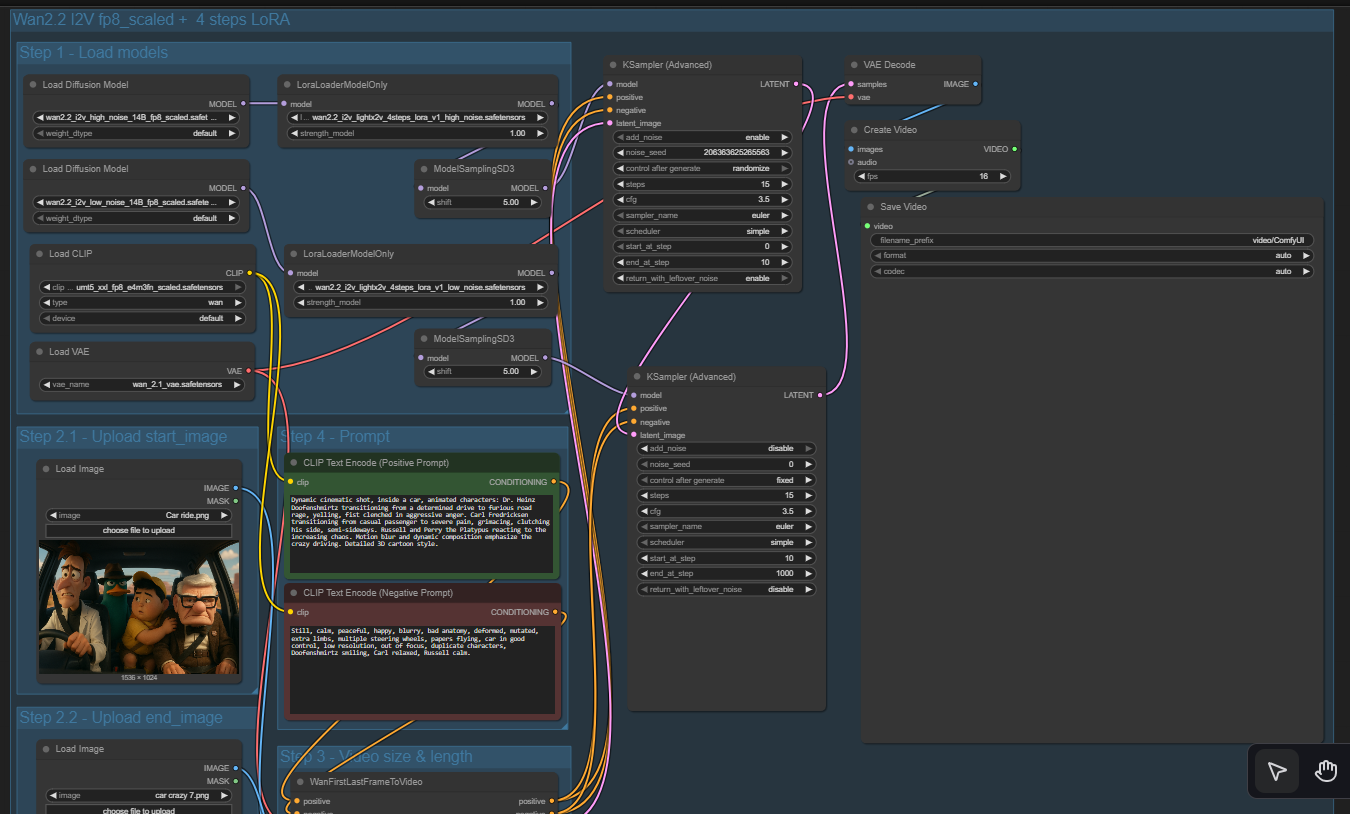 Wan2.2 I2V fp8_scaled + 4 steps LoRA
Step 1 - Load models
Load Diffusion Model
MODEL
wan2.2_i2v_high_noise_14B_fp8_scaled.safet ...
weight_dtype default
LoraLoaderModelOnly
model MODEL
l... wan2.2_i2v_lightx2v_4steps_lora_v1_high_noise.safetensors
strength_model 1.00
Load Diffusion Model
MODEL
wan2.2_i2v_low_noise_14B_fp8_scaled.safete ...
weight_dtype default
ModelSamplingSD3
model MODEL
shift 5.00
Load CLIP
CLIP
clip ... umt5_xxl_fp8_e4m3fn_scaled.safetensors
type wan
device default
LoraLoaderModelOnly
model MODEL
.. wan2.2_i2v_lightx2v_4steps_lora_v1_low_noise.safetensors
strength_model 1.00
Load VAE
VAE
vae_name wan_2.1_vae.safetensors
ModelSamplingSD3
model MODEL
shift 5.00
KSampler (Advanced)
model LATENT
positive
negative
latent_image
add_noise enable
noise_seed 206363625265563
control after generate randomize
steps 15
cfg 3.5
sampler_name euler
scheduler simple
start_at_step 0
end_at_step 10
return_with_leftover_noise enable
VAE Decode
samples IMAGE
vae
Create Video
images VIDEO
audio
fps 16
Save Video
video
filename_prefix video/ComfyUI
format auto
codec auto
KSampler (Advanced)
model LATENT
positive
negative
latent_image
add_noise disable
noise_seed 0
control after generate fixed
steps 15
cfg 3.5
sampler_name euler
scheduler simple
start_at_step 10
end_at_step 1000
return_with_leftover_noise disable
Step 2.1 - Upload start_image
Load Image
IMAGE
MASK
image Car ride.png
choose file to upload
1536 × 1024
Step 4 - Prompt
CLIP Text Encode (Positive Prompt)
clip CONDITIONING
Dynamic cinematic shot, inside a car, animated characters: Dr. Heinz
Doofenshmirtz transitioning from a determined drive to furious road
rage, yelling, fist clenched in aggressive anger. Carl Fredricksen
transitioning from casual passenger to severe pain, grimacing, clutching
his side, semi-sideways. Russell and Perry the Platypus reacting to the
increasing chaos. Motion blur and dynamic composition emphasize the
crazy driving. Detailed 3D cartoon style.
CLIP Text Encode (Negative Prompt)
clip CONDITIONING
Still, calm, peaceful, happy, blurry, bad anatomy, deformed, mutated,
extra limbs, multiple steering wheels, papers flying, car in good
control, low resolution, out of focus, duplicate characters,
Doofenshmirtz smiling, Carl relaxed, Russell calm.
Step 2.2 - Upload end_image
Load Image
IMAGE
MASK
image car crazy 7.png
choose file to upload
Step 3 - Video size & length
WanFirstLastFrameToVideo
positive positive